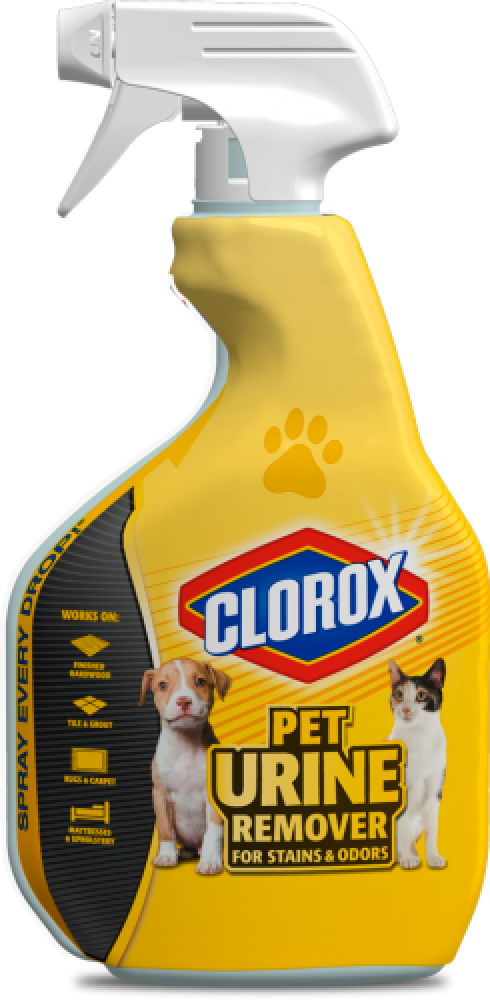 ON
CLOROX
®
PET
URINE
REMOVER
FOR STAINS & ODORS
SPRAY EVERY DROP!
WORKS ON:
FINISHED
HARDWOOD
TILE & GROUT
RUGS & CARPET
MATTRESSES
& UPHOLSTERY